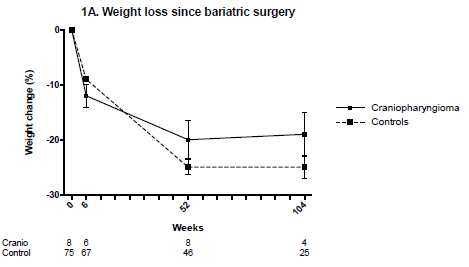 1A. Weight loss since bariatric surgery
0
-10
-20
-30
Weight change (%)
Craniopharyngioma
Controls
0 6 52 104
Weeks
Cranio 8 6 8 4
Control 75 67 46 25